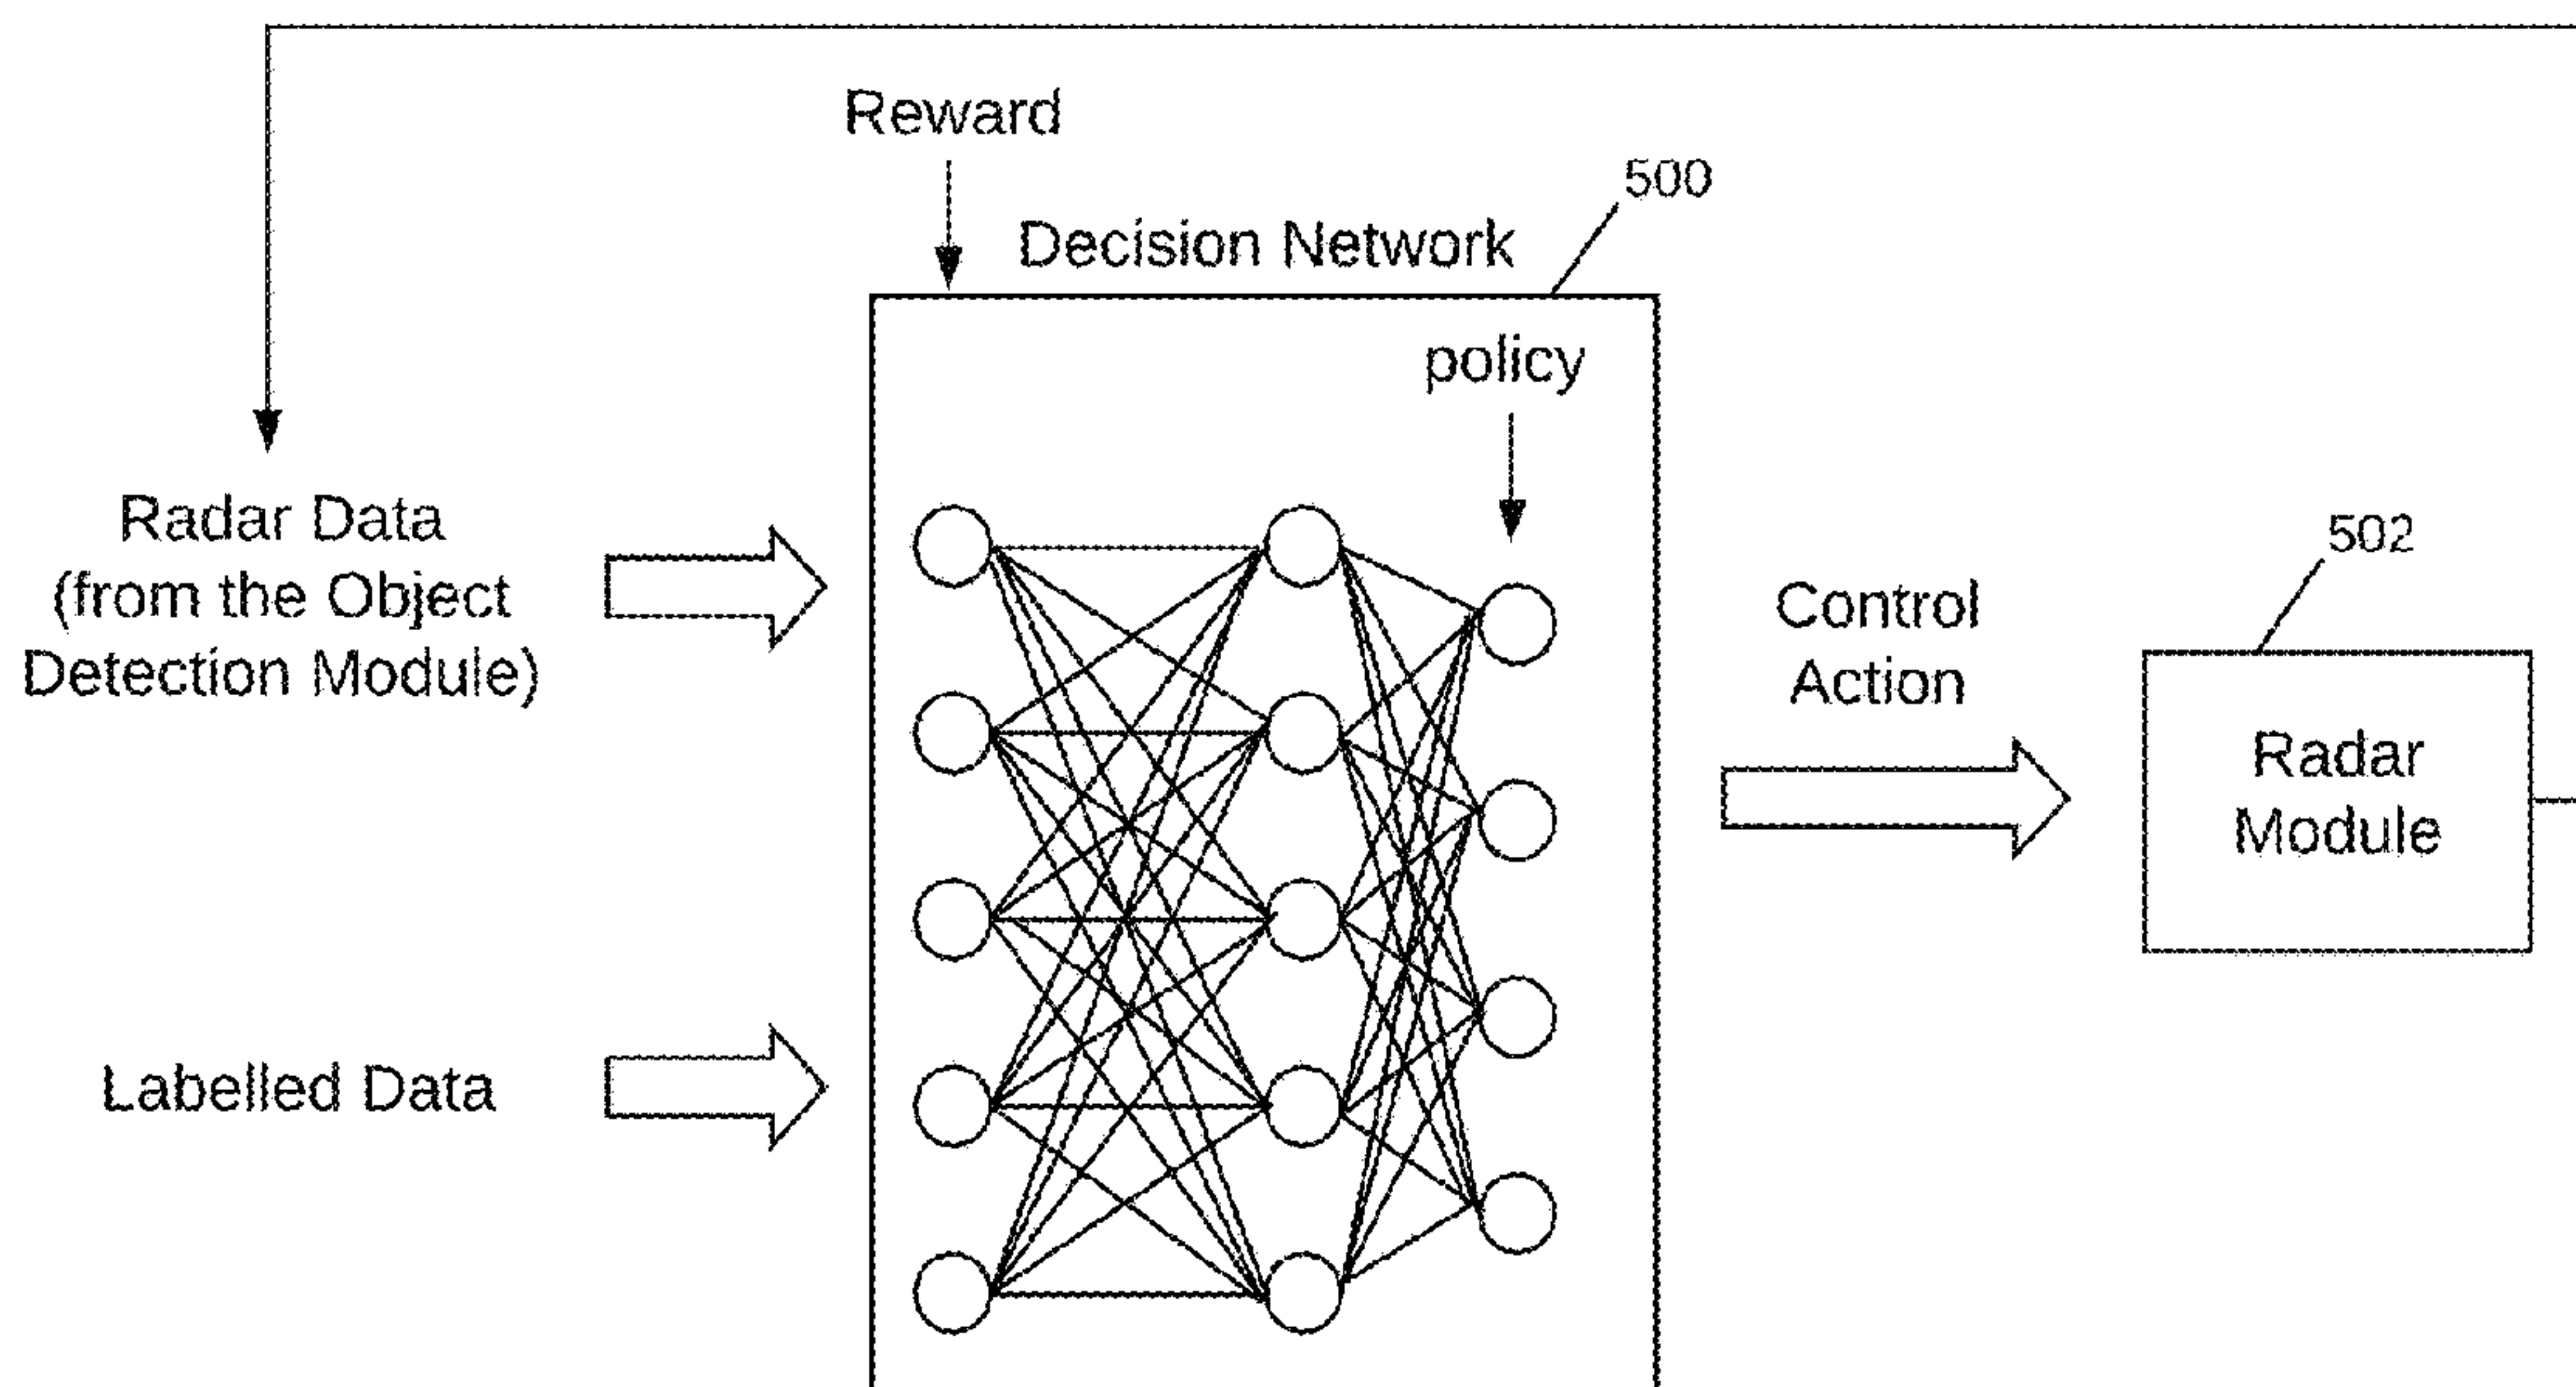 Reward
500
Decision Network
policy
Radar Data
(from the Object
Detection Module)
Labelled Data
Control
Action
502
Radar
Module